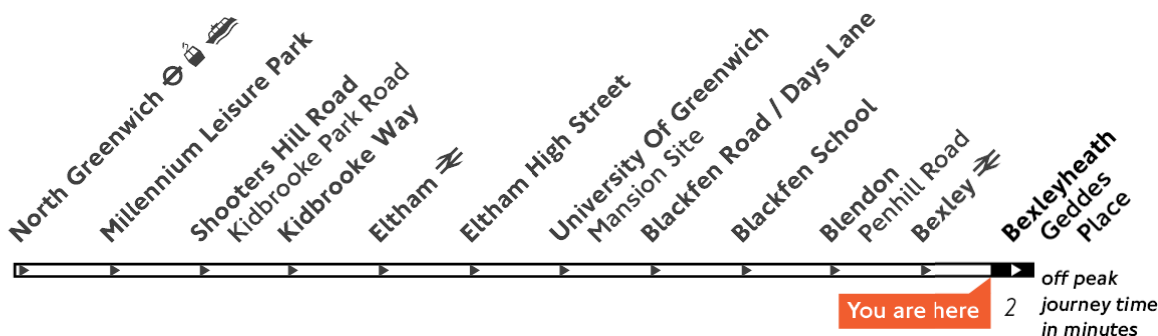 North Greenwich
Millennium Leisure Park
Shooters Hill Road
Kidbrooke Park Road
Kidbrooke Way
Eltham
Eltham High Street
University Of Greenwich
Mansion Site
Blackfen Road / Days Lane
Blackfen School
Blendon
Penhill Road
Bexley
Bexleyheath
Geddes
Place
You are here
2
off peak
journey time
in minutes